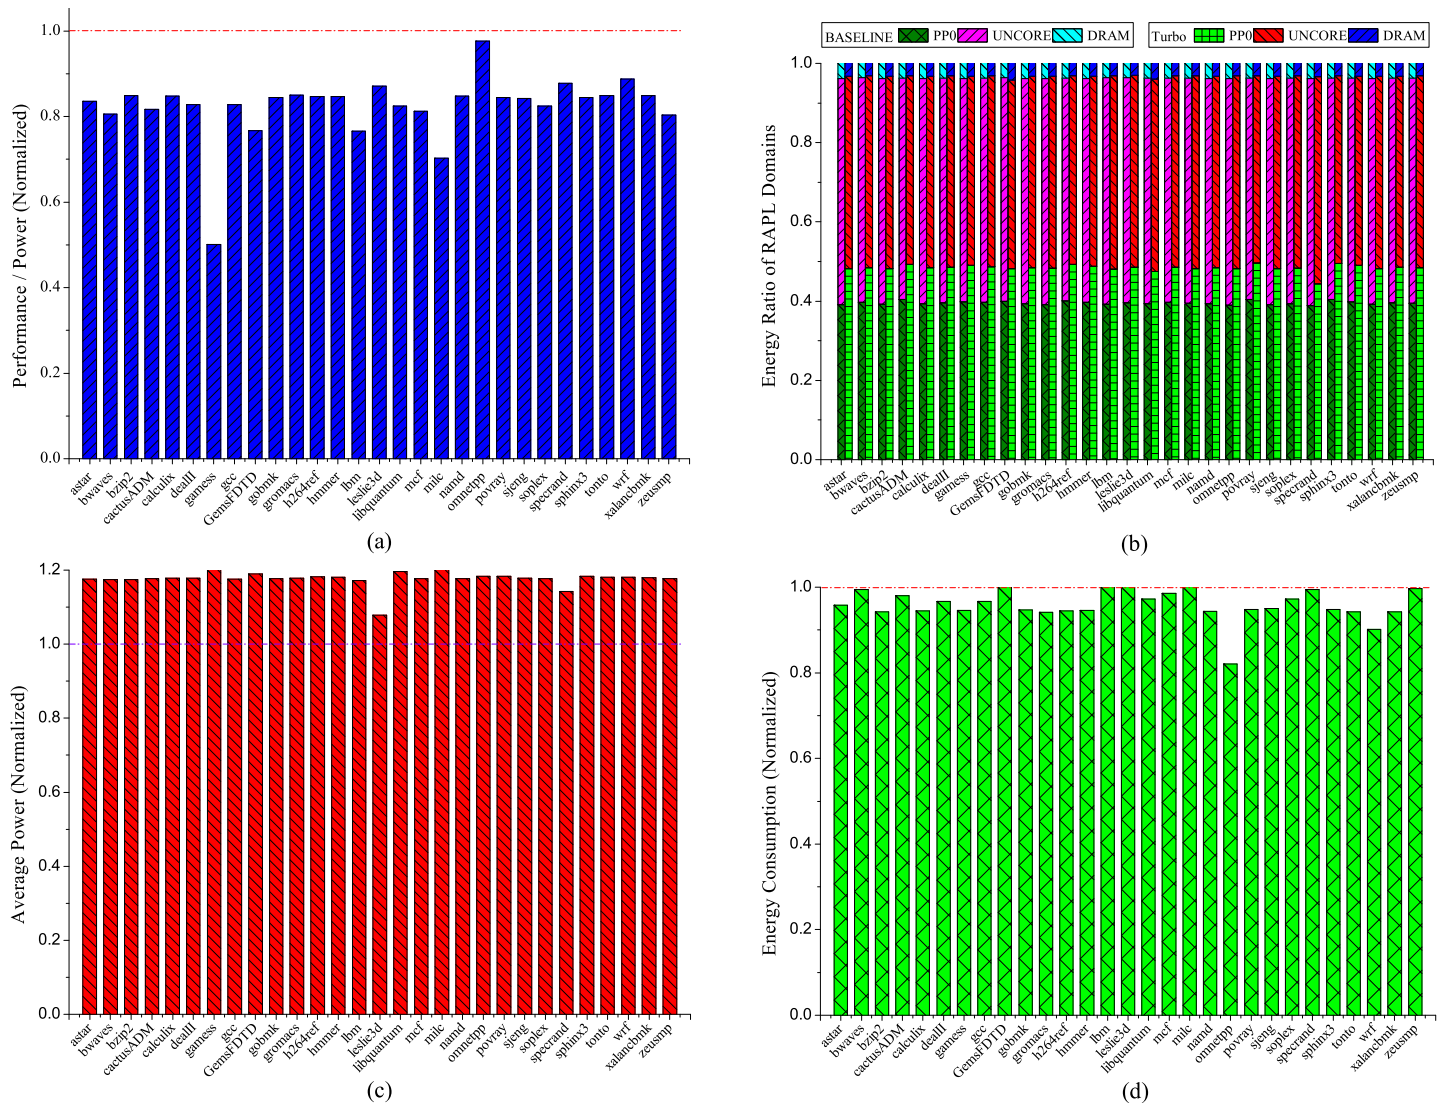 Performance / Power (Normalized)
1.0
0.8
0.6
0.4
0.2
0.0
astar
bwaves
bzip2
cactusADM
calculix
dealII
gamess
gcc
GemsFDTD
gobmk
gromacs
h264ref
hmmer
lbm
leslie3d
libquantum
mcf
milc
namd
omnetpp
povray
sjeng
soplex
specrand
sphinx3
tonto
wrf
xalancbmk
zeusmp
(a)
BASELINE PP0 UNCORE DRAM
Turbo PP0 UNCORE DRAM
Energy Ratio of RAPL Domains
1.0
0.8
0.6
0.4
0.2
0.0
astar
bwaves
bzip2
cactusADM
calculix
dealII
gamess
gcc
GemsFDTD
gobmk
gromacs
h264ref
hmmer
lbm
leslie3d
libquantum
mcf
milc
namd
omnetpp
povray
sjeng
soplex
specrand
sphinx3
tonto
wrf
xalancbmk
zeusmp
(b)
Average Power (Normalized)
1.2
1.0
0.8
0.6
0.4
0.2
0.0
astar
bwaves
bzip2
cactusADM
calculix
dealII
gamess
gcc
GemsFDTD
gobmk
gromacs
h264ref
hmmer
lbm
leslie3d
libquantum
mcf
milc
namd
omnetpp
povray
sjeng
soplex
specrand
sphinx3
tonto
wrf
xalancbmk
zeusmp
(c)
Energy Consumption (Normalized)
1.0
0.8
0.6
0.4
0.2
0.0
astar
bwaves
bzip2
cactusADM
calculix
dealII
gamess
gcc
GemsFDTD
gobmk
gromacs
h264ref
hmmer
lbm
leslie3d
libquantum
mcf
milc
namd
omnetpp
povray
sjeng
soplex
specrand
sphinx3
tonto
wrf
xalancbmk
zeusmp
(d)